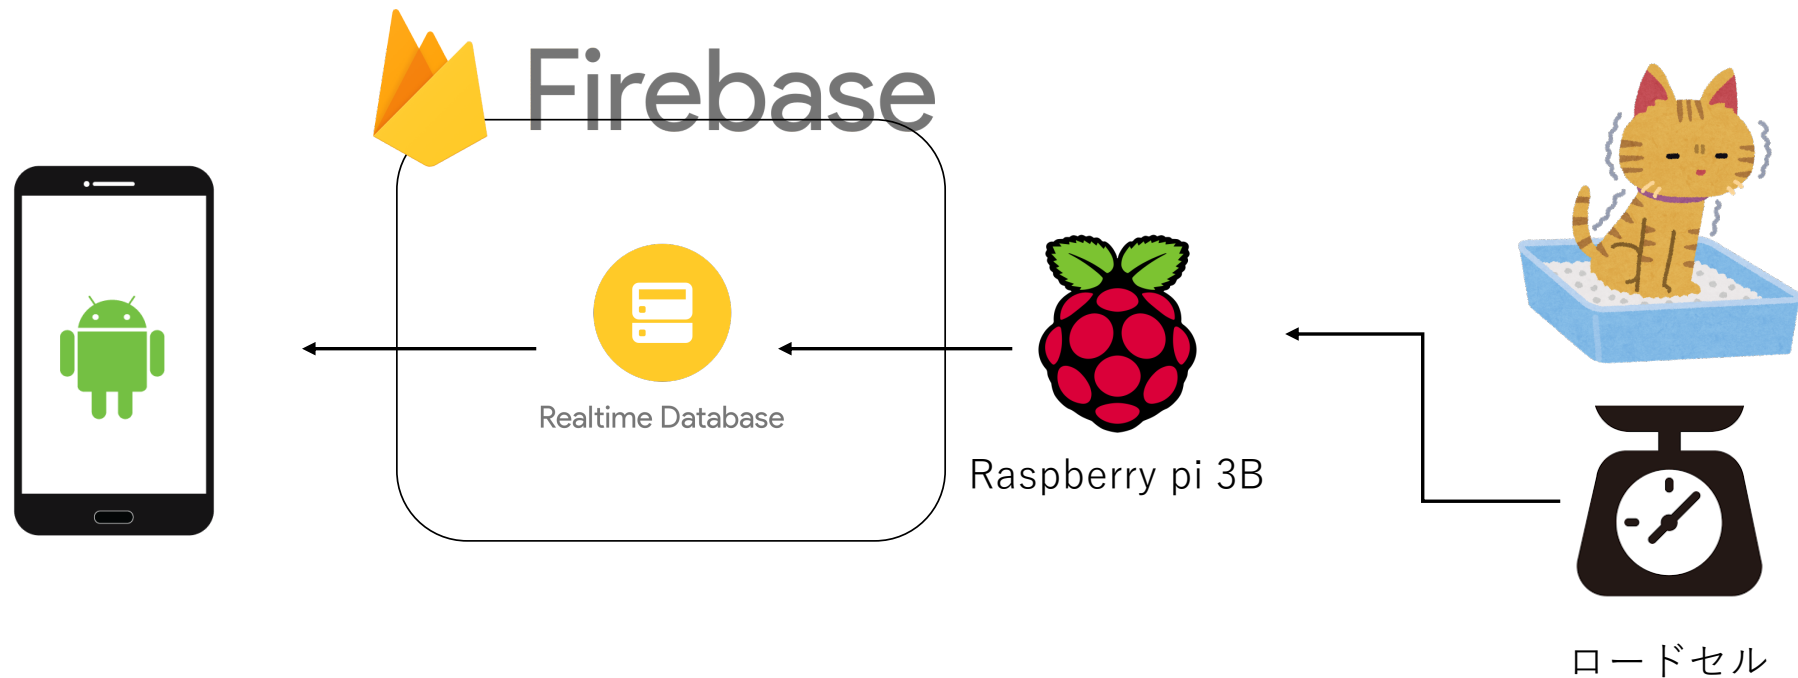 Firebase
Realtime Database
Raspberry pi 3B
ロードセル